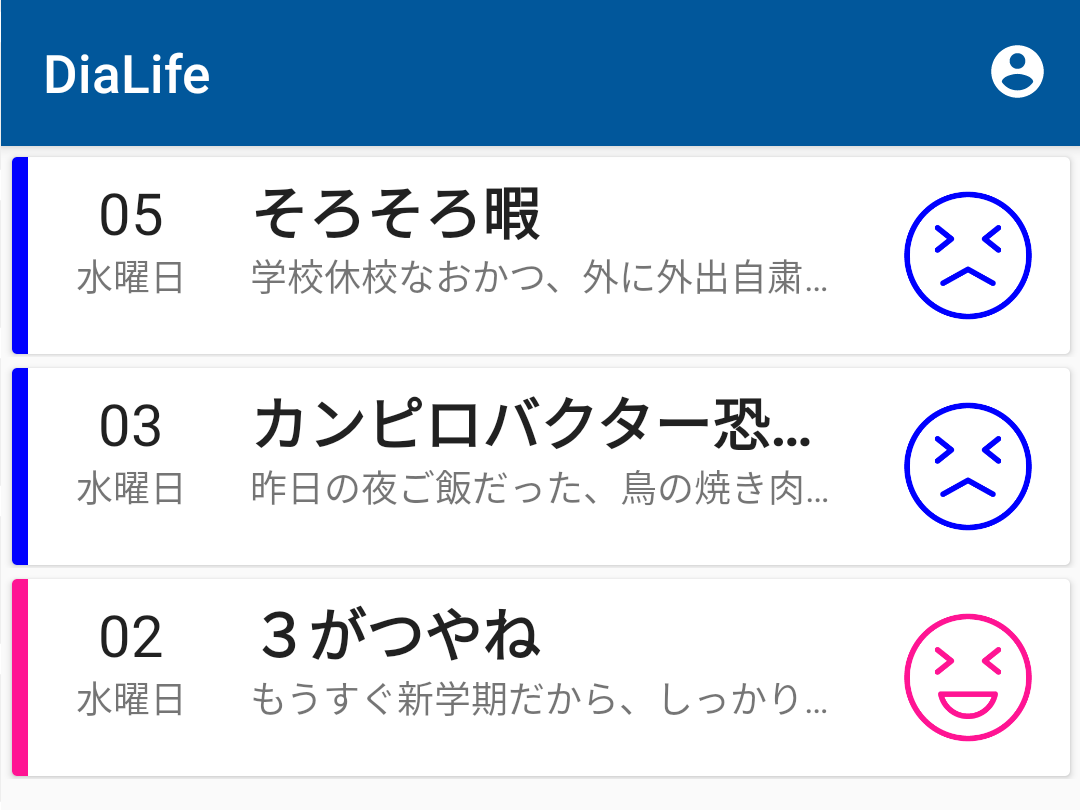 DiaLife
05
そろそろ暇
水曜日
学校休校なおかつ、外に外出自粛...
03
カンピロバクター恐...
水曜日
昨日の夜ご飯だった、鳥の焼き肉...
02
３がつやね
水曜日
もうすぐ新学期だから、しっかり...